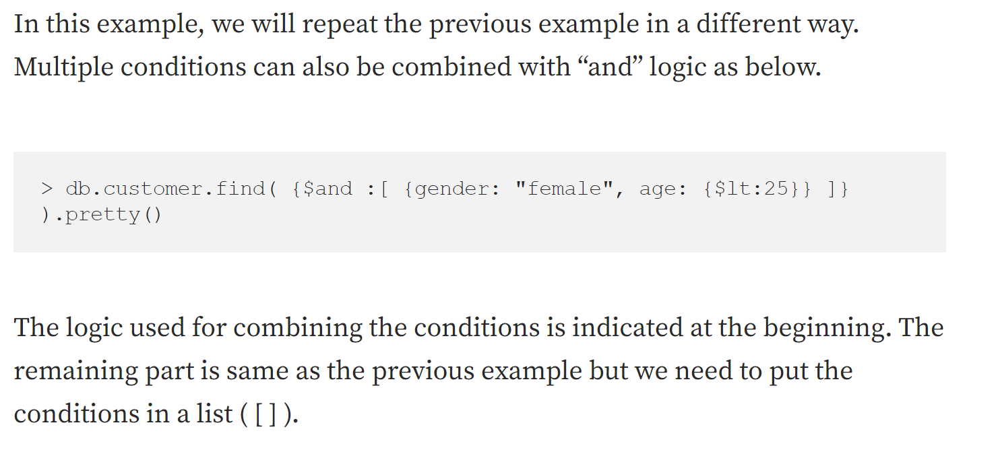 In this example, we will repeat the previous example in a different way.
Multiple conditions can also be combined with “and” logic as below.
> db.customer.find( {$and :[ {gender: "female", age: {$lt:25}} ]}
).pretty()
The logic used for combining the conditions is indicated at the beginning. The
remaining part is same as the previous example but we need to put the
conditions in a list ( [ ] ).